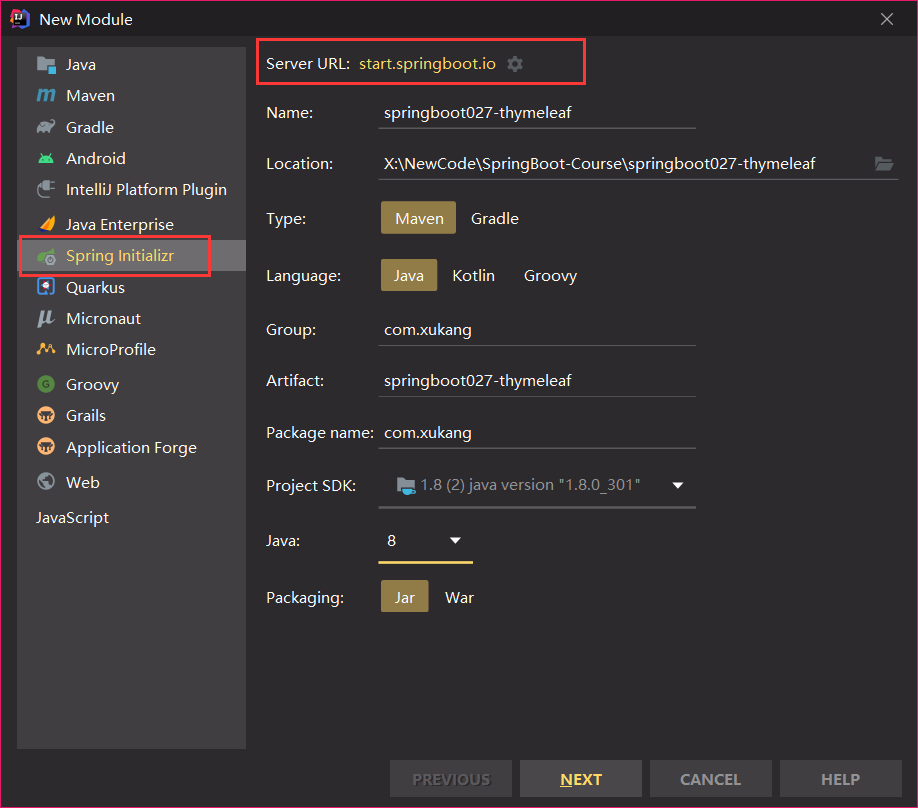 New Module
Java
Maven
Gradle
Android
IntelliJ Platform Plugin
Java Enterprise
Spring Initializr
Quarkus
Micronaut
MicroProfile
Groovy
Grails
Application Forge
Web
JavaScript
Server URL: start.springboot.io
Name: springboot027-thymeleaf
Location: X:\NewCode\SpringBoot-Course\springboot027-thymeleaf
Type: Maven Gradle
Language: Java Kotlin Groovy
Group: com.xukang
Artifact: springboot027-thymeleaf
Package name: com.xukang
Project SDK: 1.8 (2) java version "1.8.0_301"
Java: 8
Packaging: Jar War
PREVIOUS NEXT CANCEL HELP